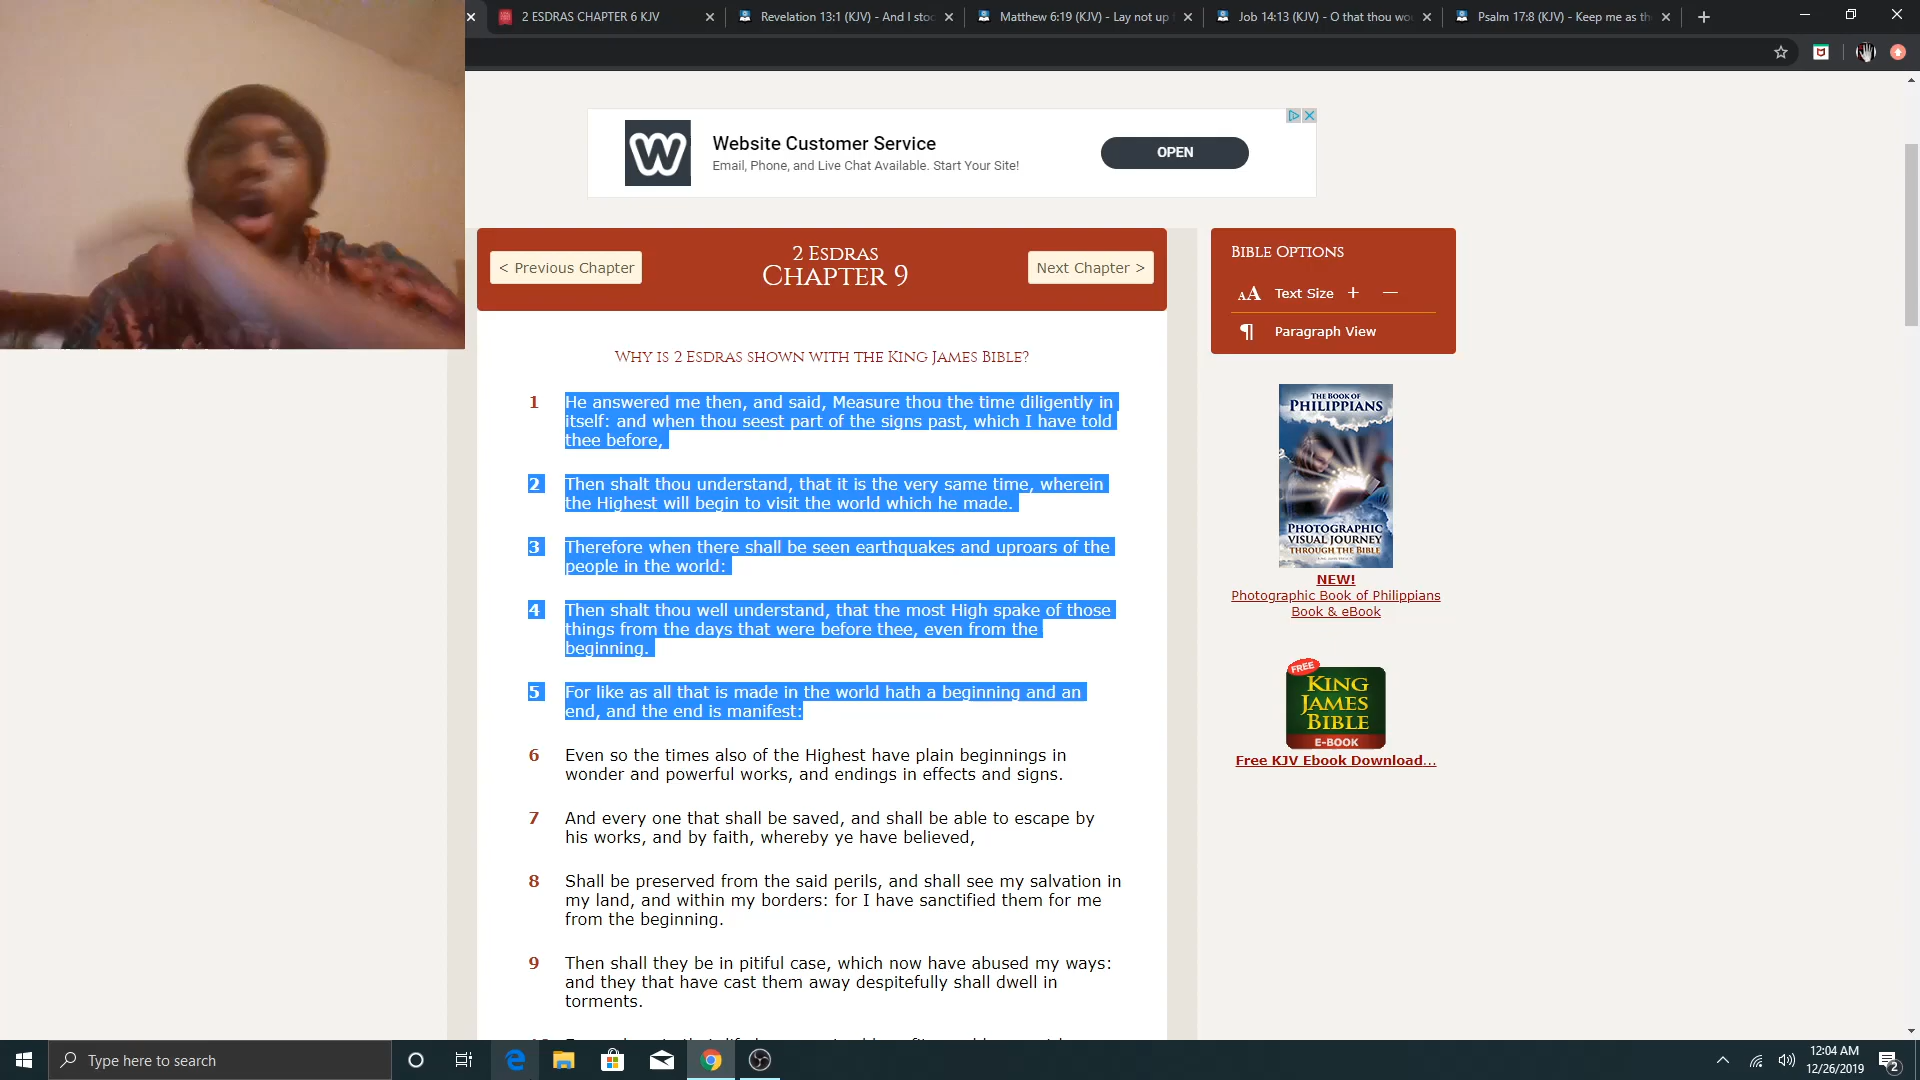 2 ESDRAS CHAPTER 6 KJV
Revelation 13:1 (KJV) - And I stoo
Matthew 6:19 (KJV) - Lay not up
Job 14:13 (KJV) - O that thou wou
Psalm 17:8 (KJV) - Keep me as th
W
Website Customer Service
Email, Phone, and Live Chat Available. Start Your Site!
OPEN
< Previous Chapter
2 Esdras
Chapter 9
Next Chapter >
Bible Options
AA Text Size + —
¶ Paragraph View
Why is 2 Esdras shown with the King James Bible?
1 He answered me then, and said, Measure thou the time diligently in
itself: and when thou seest part of the signs past, which I have told
thee before,
2 Then shalt thou understand, that it is the very same time, wherein
the Highest will begin to visit the world which he made.
3 Therefore when there shall be seen earthquakes and uproars of the
people in the world:
4 Then shalt thou well understand, that the most High spake of those
things from the days that were before thee, even from the
beginning.
5 For like as all that is made in the world hath a beginning and an
end, and the end is manifest:
6 Even so the times also of the Highest have plain beginnings in
wonder and powerful works, and endings in effects and signs.
7 And every one that shall be saved, and shall be able to escape by
his works, and by faith, whereby ye have believed,
8 Shall be preserved from the said perils, and shall see my salvation in
my land, and within my borders: for I have sanctified them for me
from the beginning.
9 Then shall they be in pitiful case, which now have abused my ways:
and they that have cast them away despitefully shall dwell in
torments.
THE BOOK OF
PHILIPPIANS
PHOTOGRAPHIC
VISUAL JOURNEY
THROUGH THE BIBLE
NEW!
Photographic Book of Philippians
Book & eBook
FREE
KING
JAMES
BIBLE
E-BOOK
Free KJV Ebook Download...
Type here to search
12:04 AM
12/26/2019
2